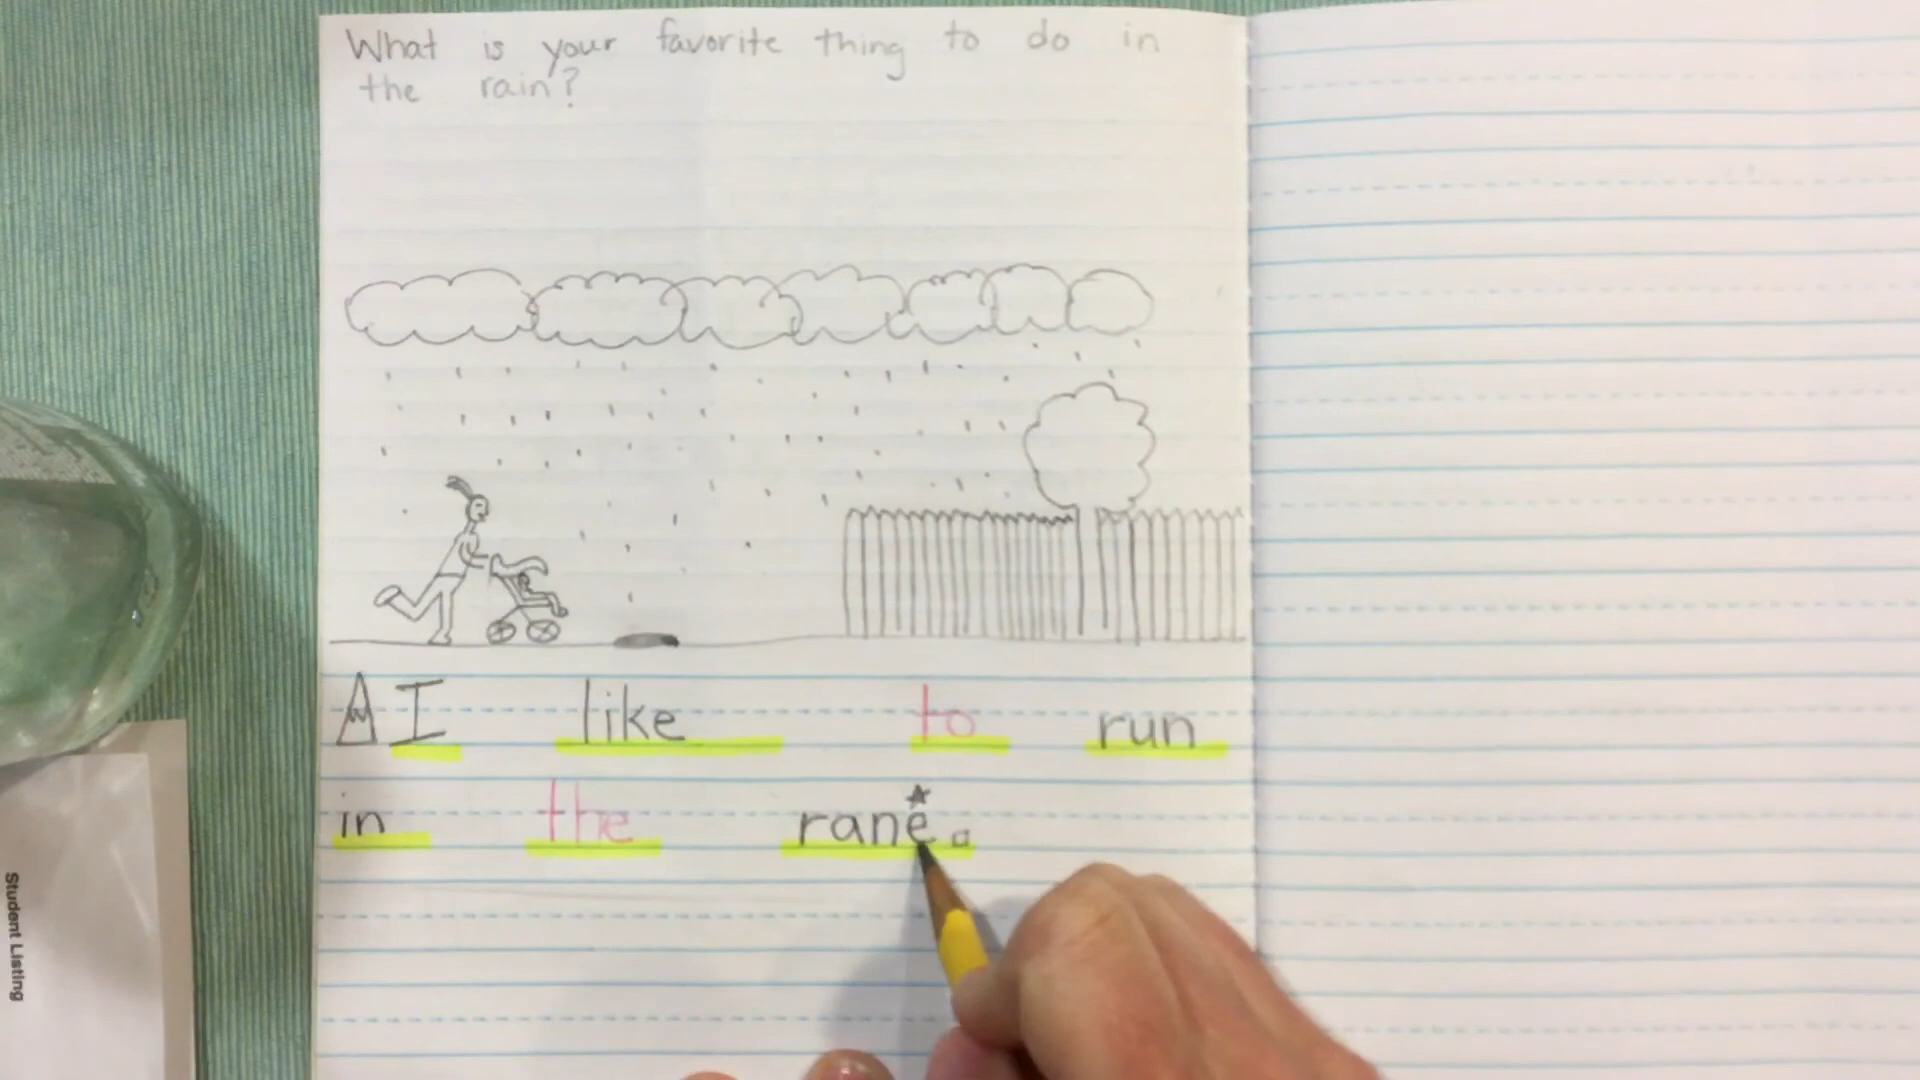 What is your favorite thing to do in
the rain?
I like to run
in the rane.
Student Listing